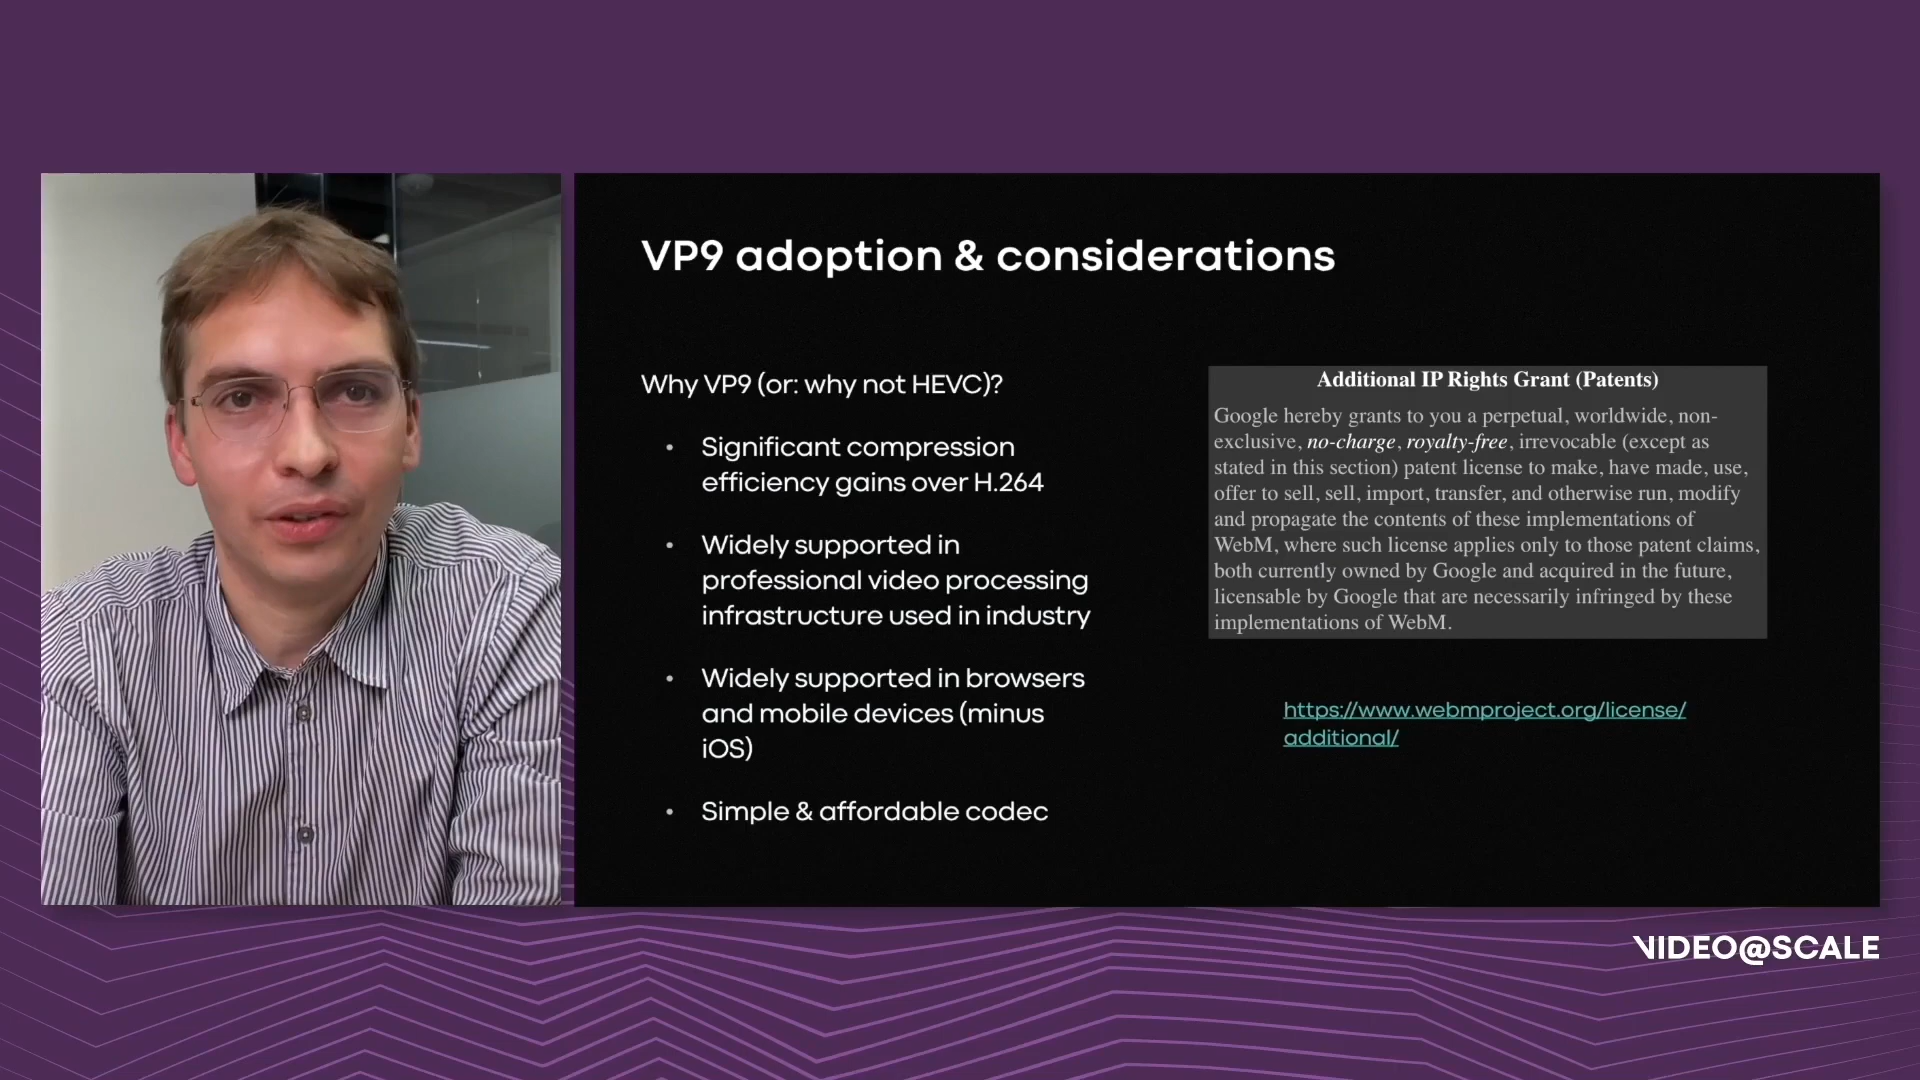 VP9 adoption & considerations
Why VP9 (or: why not HEVC)?
• Significant compression
efficiency gains over H.264
• Widely supported in
professional video processing
infrastructure used in industry
• Widely supported in browsers
and mobile devices (minus
iOS)
• Simple & affordable codec
Additional IP Rights Grant (Patents)
Google hereby grants to you a perpetual, worldwide, non-
exclusive, no-charge, royalty-free, irrevocable (except as
stated in this section) patent license to make, have made, use,
offer to sell, sell, import, transfer, and otherwise run, modify
and propagate the contents of these implementations of
WebM, where such license applies only to those patent claims,
both currently owned by Google and acquired in the future,
licensable by Google that are necessarily infringed by these
implementations of WebM.
https://www.webmproject.org/license/
additional/
VIDEO@SCALE